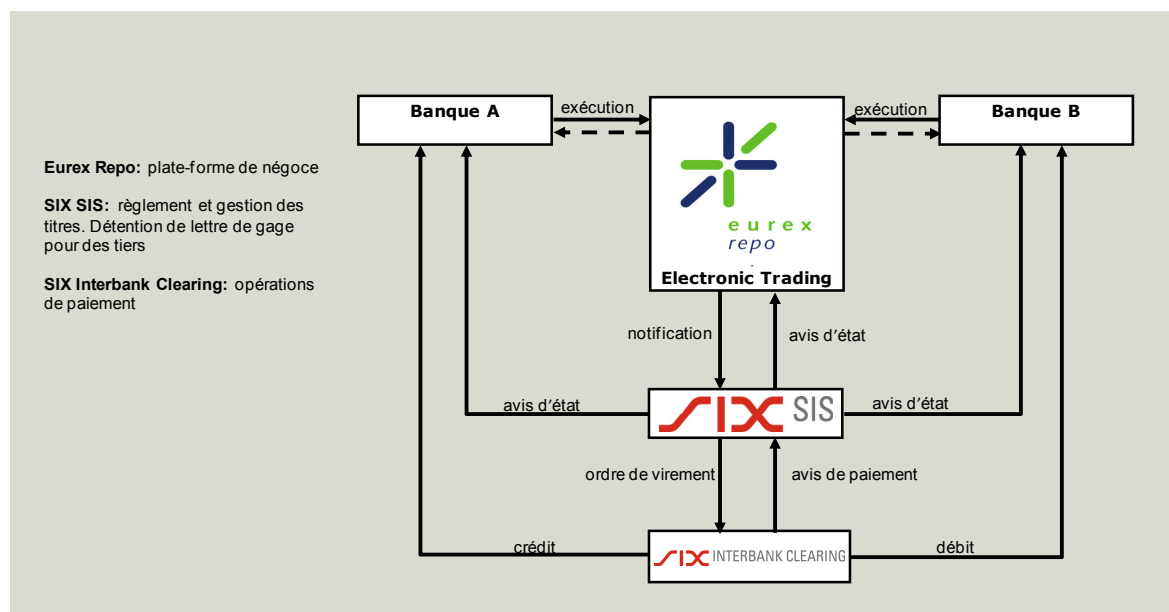 Banque A
exécution
exécution
Banque B
Eurex Repo: plate-forme de négoce
SIX SIS: règlement et gestion des
titres. Détention de lettre de gage
pour des tiers
SIX Interbank Clearing: opérations
de paiement
eurex
repo
Electronic Trading
notification
avis d'état
avis d'état
SIX SIS
avis d'état
ordre de virement
avis de paiement
crédit
SIX INTERBANK CLEARING
débit